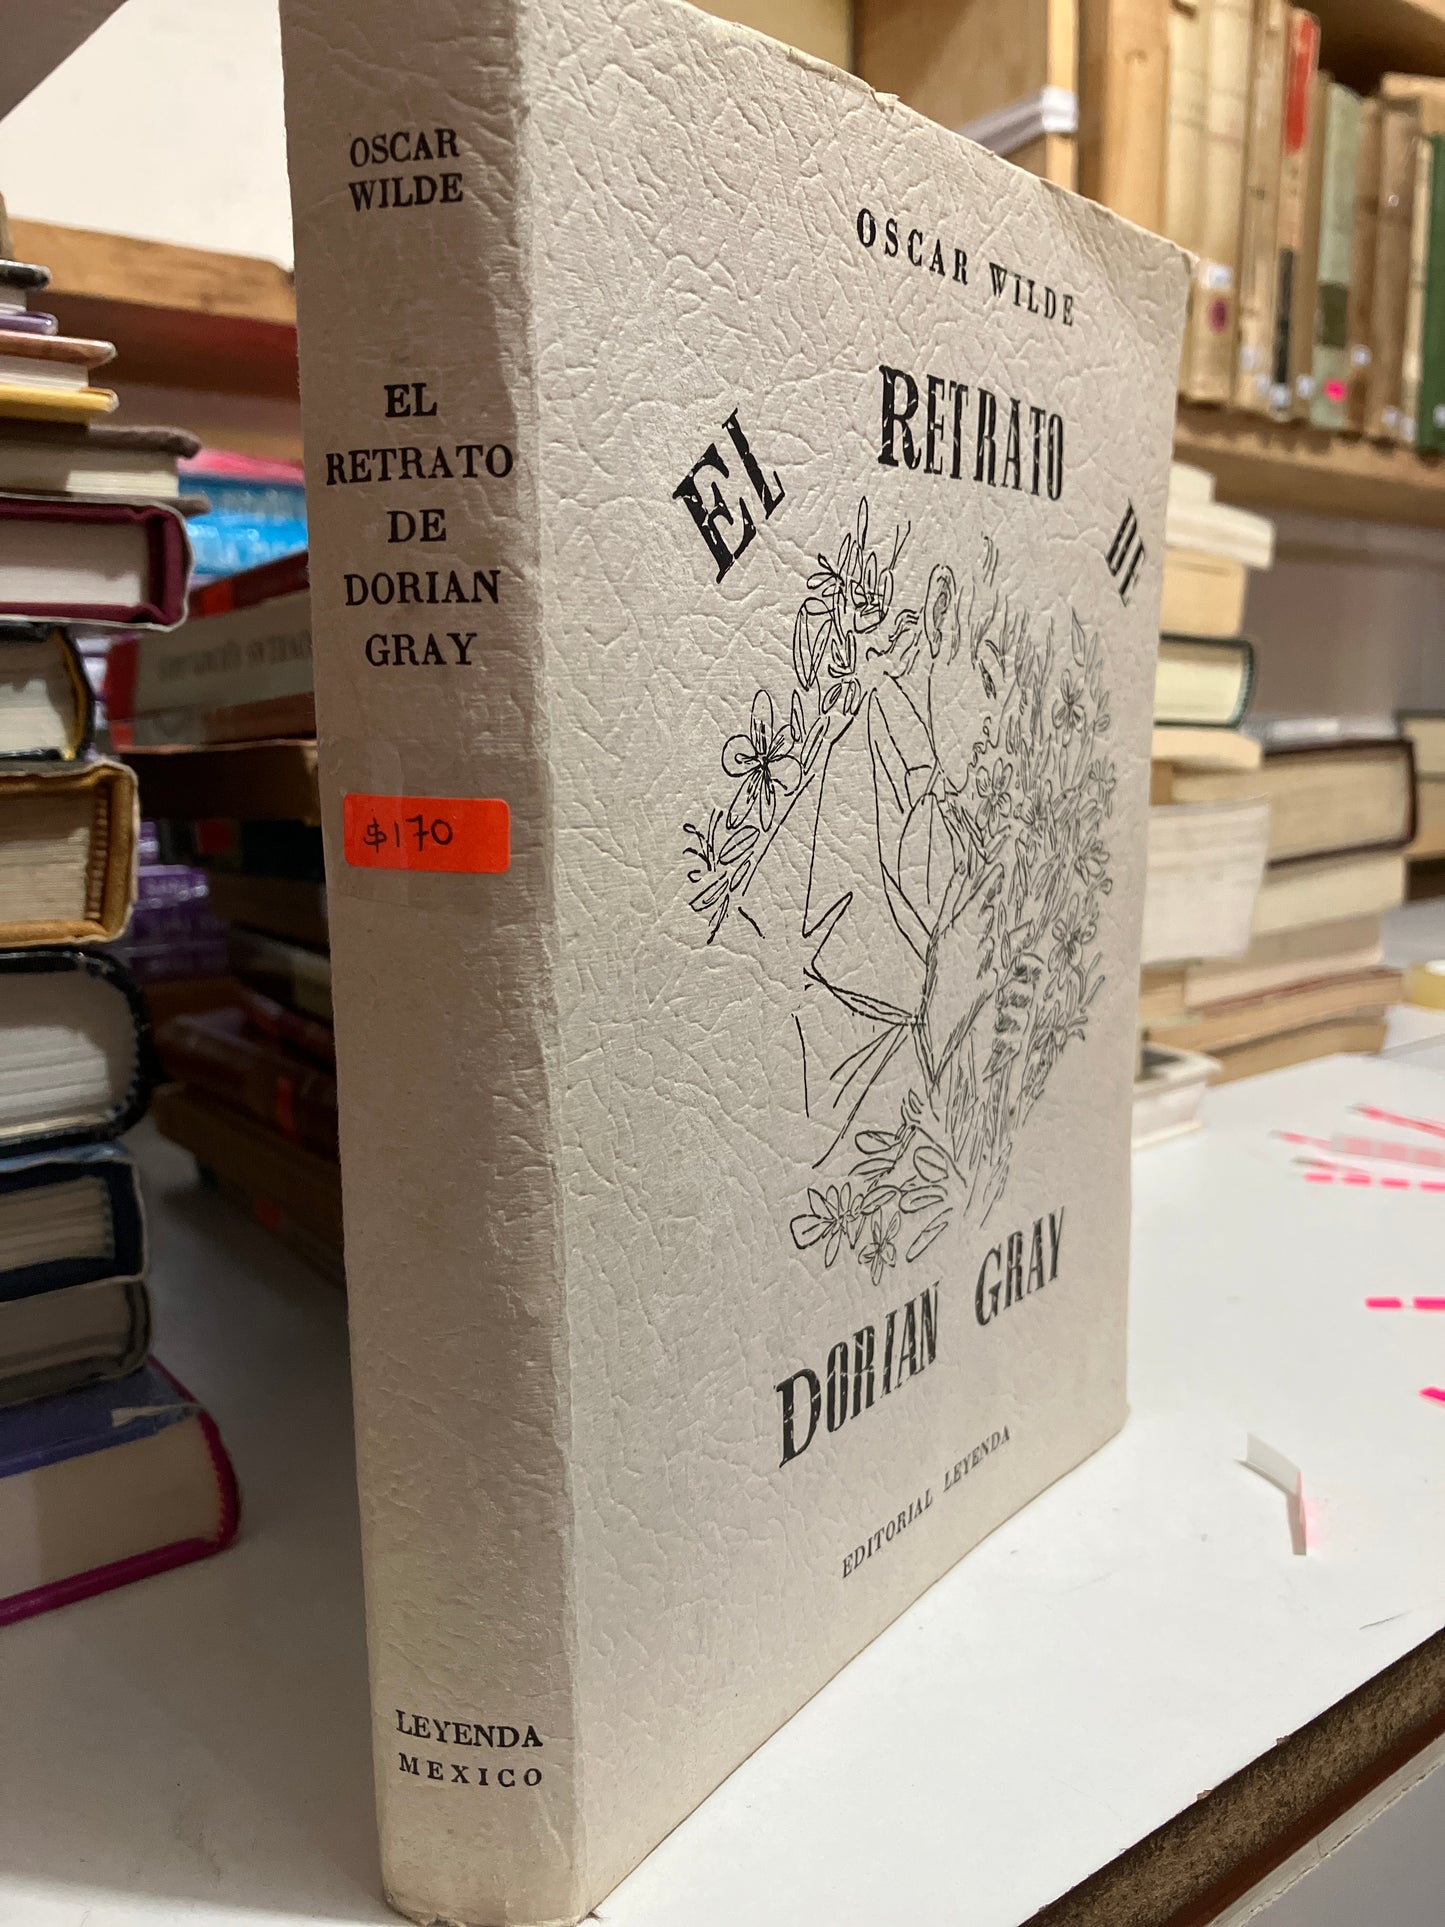 OSCAR
WILDE
EL
RETRATO
DE
DORIAN
GRAY
$170
LEYENDA
MEXICO
OSCAR WILDE
EL RETRATO DE
DORIAN GRAY
EDITORIAL LEYENDA